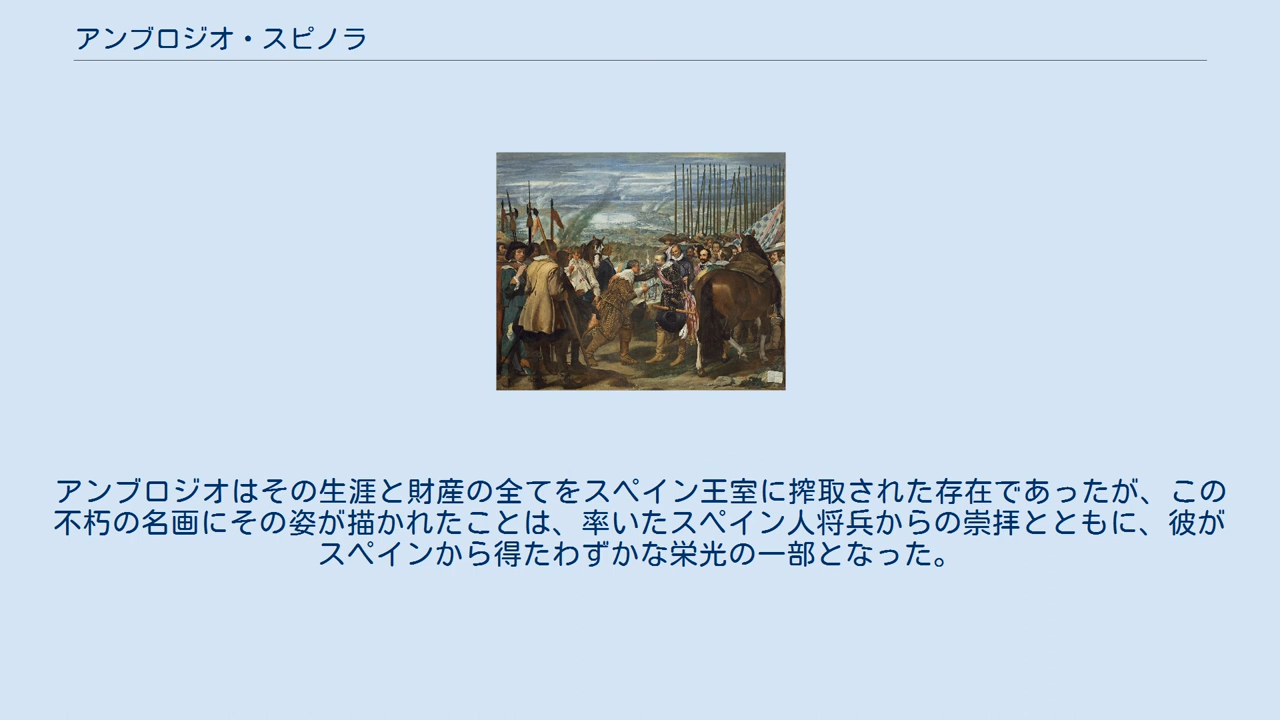 アンブロジオ・スピノラ
アンブロジオはその生涯と財産の全てをスペイン王室に搾取された存在であったが、この
不朽の名画にその姿が描かれたことは、率いたスペイン人将兵からの崇拝とともに、彼が
スペインから得たわずかな栄光の一部となった。